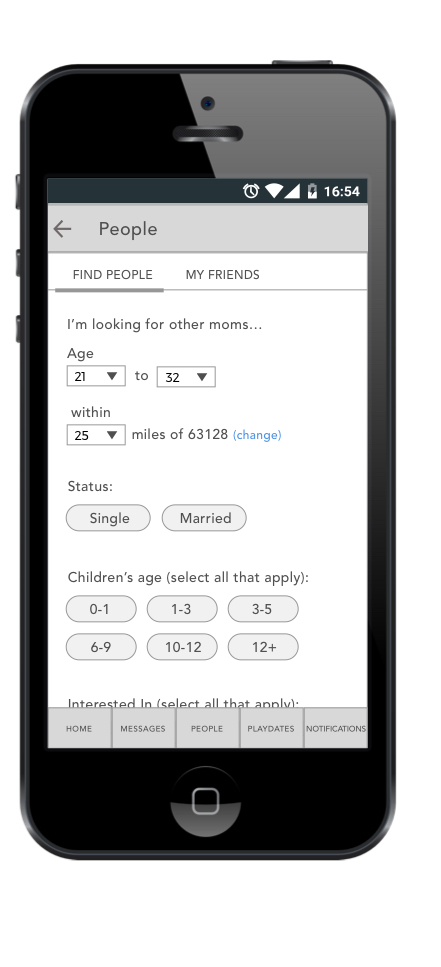 16:54
People
FIND PEOPLE MY FRIENDS
I'm looking for other moms...
Age
21 to 32
within
25 miles of 63128 (change)
Status:
Single Married
Children's age (select all that apply):
0-1 1-3 3-5
6-9 10-12 12+
Interested In (select all that apply):
HOME MESSAGES PEOPLE PLAYDATES NOTIFICATIONS